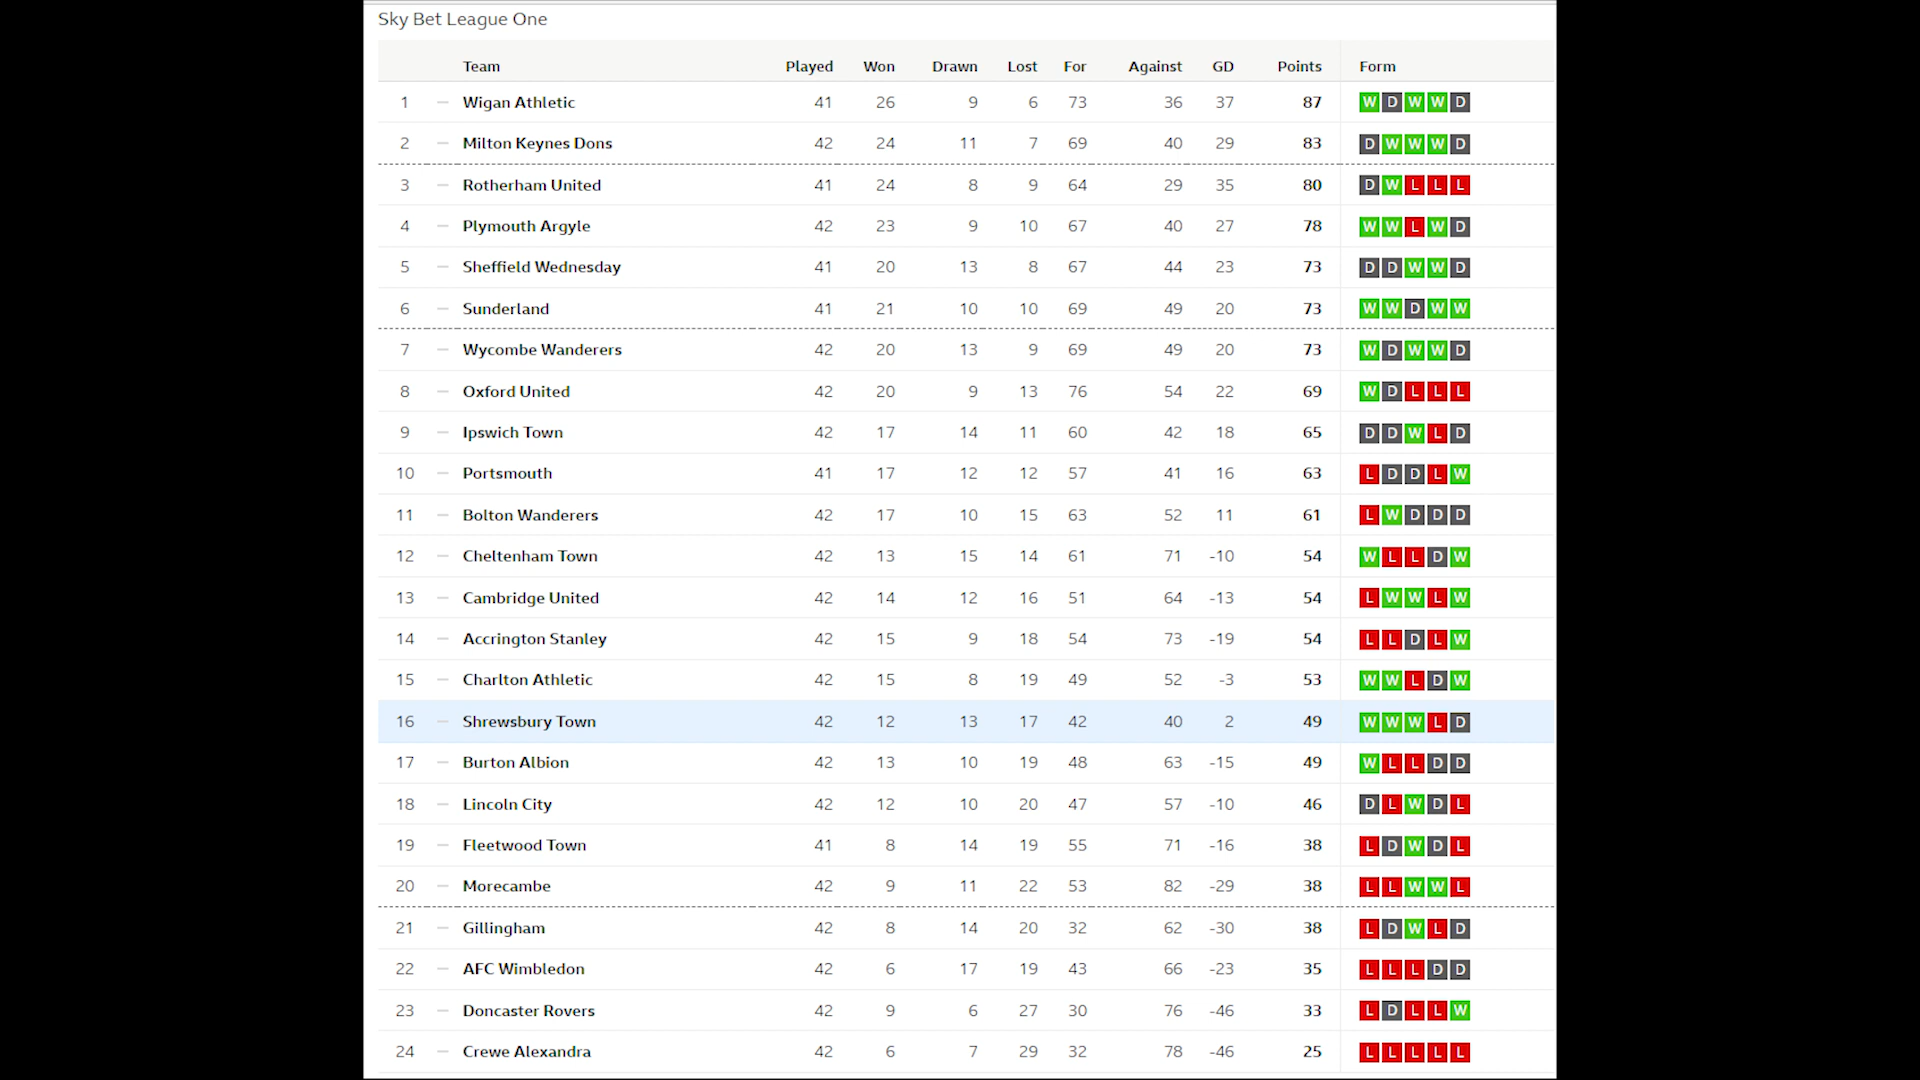 Sky Bet League One
Team Played Won Drawn Lost For Against GD Points Form
1 — Wigan Athletic 41 26 9 6 73 36 37 87 W D W W D
2 — Milton Keynes Dons 42 24 11 7 69 40 29 83 D W W W D
3 — Rotherham United 41 24 8 9 64 29 35 80 D W L L L
4 — Plymouth Argyle 42 23 9 10 67 40 27 78 W W L W D
5 — Sheffield Wednesday 41 20 13 8 67 44 23 73 D D W W D
6 — Sunderland 41 21 10 10 69 49 20 73 W W D W W
7 — Wycombe Wanderers 42 20 13 9 69 49 20 73 W D W W D
8 — Oxford United 42 20 9 13 76 54 22 69 W D L L L
9 — Ipswich Town 42 17 14 11 60 42 18 65 D D W L D
10 — Portsmouth 41 17 12 12 57 41 16 63 L D D L W
11 — Bolton Wanderers 42 17 10 15 63 52 11 61 L W D D D
12 — Cheltenham Town 42 13 15 14 61 71 -10 54 W L L D W
13 — Cambridge United 42 14 12 16 51 64 -13 54 L W W L W
14 — Accrington Stanley 42 15 9 18 54 73 -19 54 L L D L W
15 — Charlton Athletic 42 15 8 19 49 52 -3 53 W W L D W
16 — Shrewsbury Town 42 12 13 17 42 40 2 49 W W W L D
17 — Burton Albion 42 13 10 19 48 63 -15 49 W L L D D
18 — Lincoln City 42 12 10 20 47 57 -10 46 D L W D L
19 — Fleetwood Town 41 8 14 19 55 71 -16 38 L D W D L
20 — Morecambe 42 9 11 22 53 82 -29 38 L L W W L
21 — Gillingham 42 8 14 20 32 62 -30 38 L D W L D
22 — AFC Wimbledon 42 6 17 19 43 66 -23 35 L L L D D
23 — Doncaster Rovers 42 9 6 27 30 76 -46 33 L D L L W
24 — Crewe Alexandra 42 6 7 29 32 78 -46 25 L L L L L